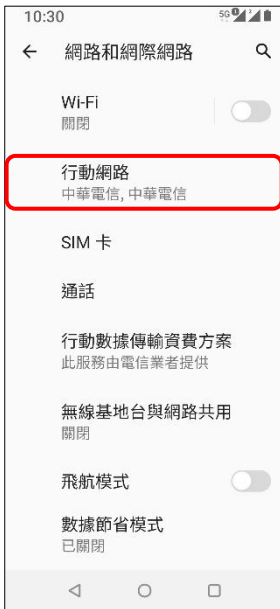 10:30
5G
網路和網際網路
Wi-Fi
關閉
行動網路
中華電信, 中華電信
SIM 卡
通話
行動數據傳輸資費方案
此服務由電信業者提供
無線基地台與網路共用
關閉
飛航模式
數據節省模式
已關閉